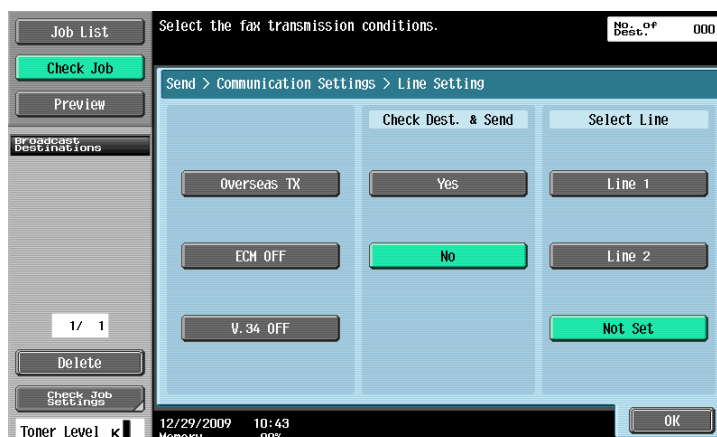 Job List
Check Job
Preview
Broadcast
Destinations
1/ 1
Delete
Check Job
Settings
Toner Level K
Select the fax transmission conditions.
No. of
Dest.
000
Send > Communication Settings > Line Setting
Check Dest. & Send
Select Line
Overseas TX
Yes
Line 1
ECM OFF
No
Line 2
V.34 OFF
Not Set
OK
12/29/2009 10:43
Memory